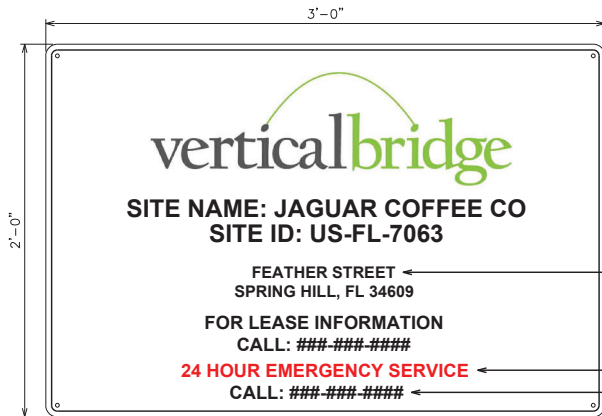 3'-0"
2'-0"
verticalbridge
SITE NAME: JAGUAR COFFEE CO
SITE ID: US-FL-7063
FEATHER STREET
SPRING HILL, FL 34609
FOR LEASE INFORMATION
CALL: ###-###-####
24 HOUR EMERGENCY SERVICE
CALL: ###-###-####